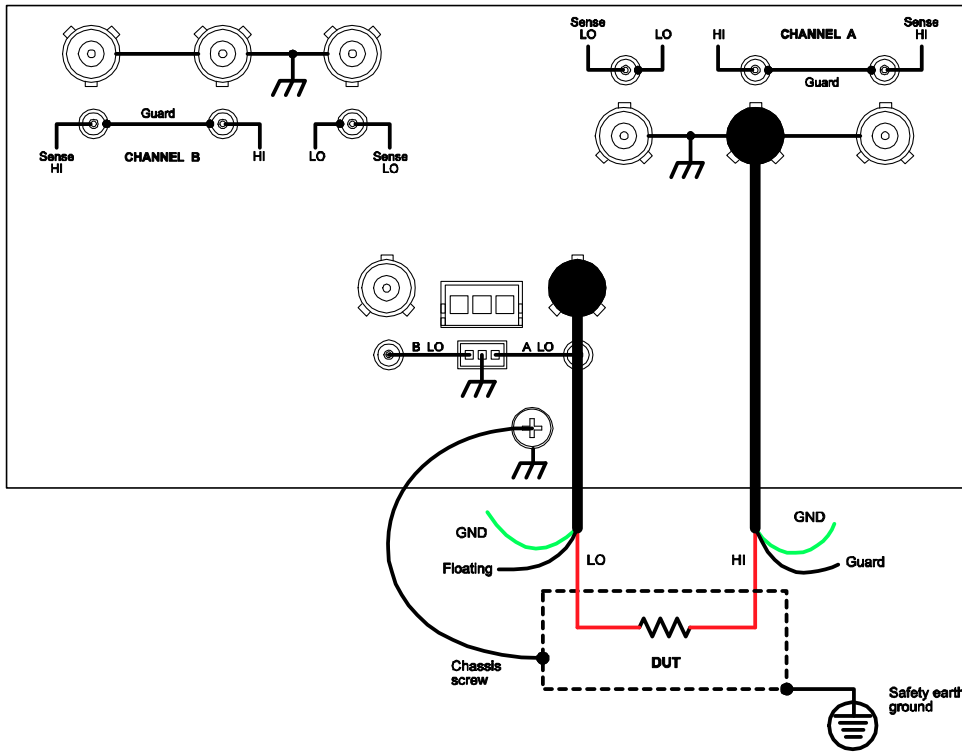 Sense
LO
LO
HI
CHANNEL A
Sense
HI
Guard
Guard
Sense
HI
CHANNEL B
HI
LO
Sense
LO
B LO
A LO
GND
Floating
LO
HI
GND
Guard
DUT
Chassis
screw
Safety earth
ground